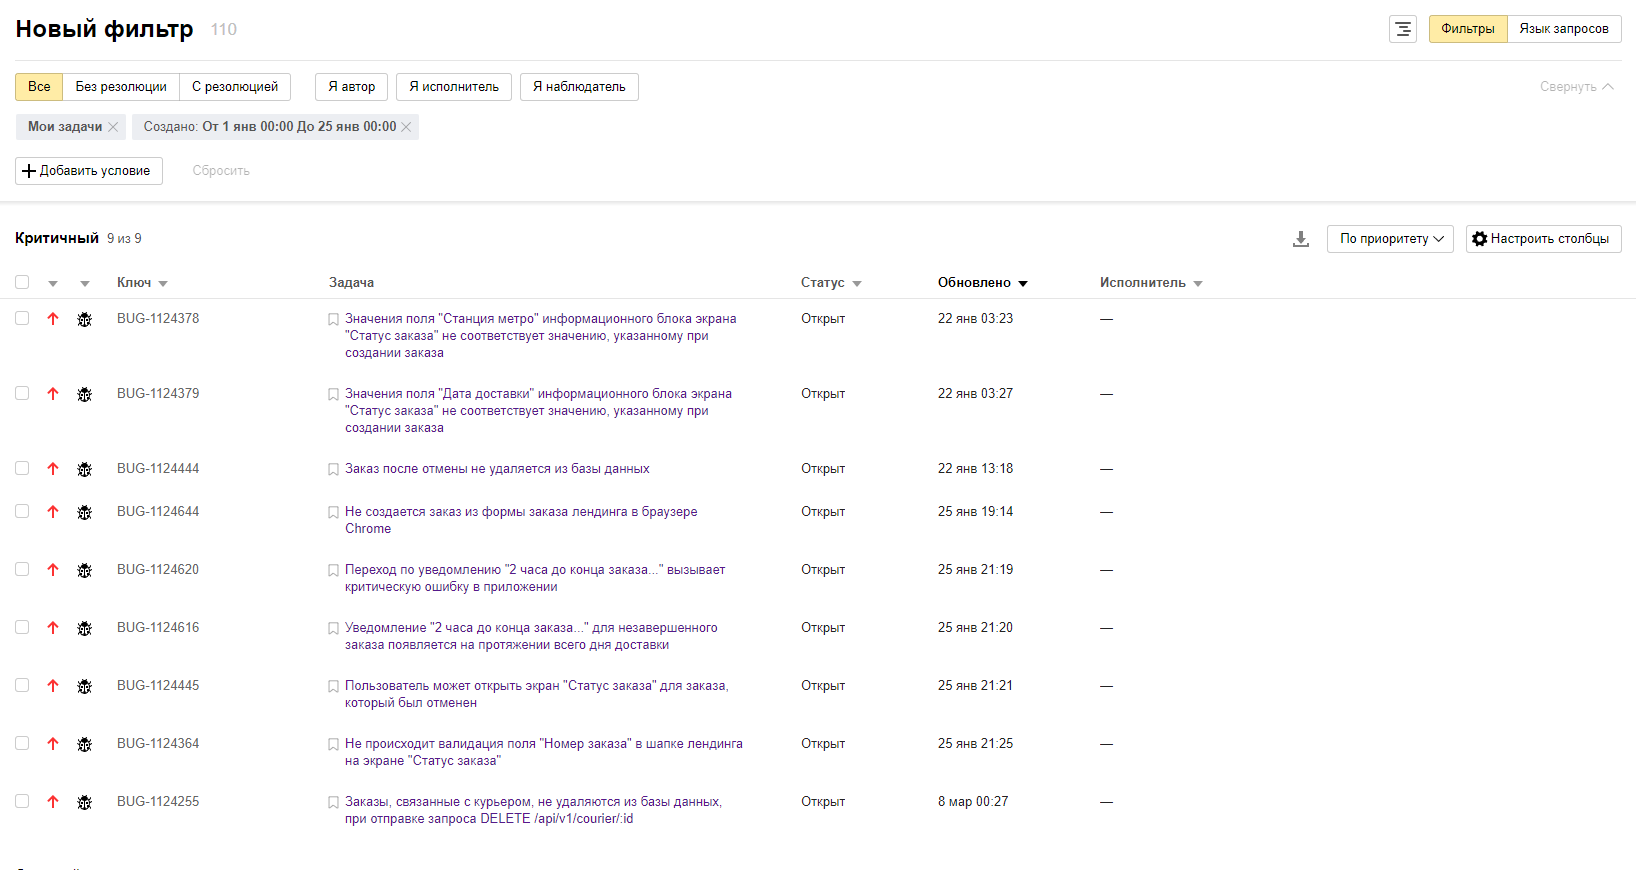 Новый фильтр 110
Фильтры Язык запросов
Все Без резолюции С резолюцией Я автор Я исполнитель Я наблюдатель Свернуть
Мои задачи Создано: От 1 янв 00:00 До 25 янв 00:00
Добавить условие Сбросить
Критичный 9 из 9 По приоритету Настроить столбцы
Ключ Задача Статус Обновлено Исполнитель
BUG-1124378 Значения поля "Станция метро" информационного блока экрана Открыт 22 янв 03:23 —
"Статус заказа" не соответствует значению, указанному при
создании заказа
BUG-1124379 Значения поля "Дата доставки" информационного блока экрана Открыт 22 янв 03:27 —
"Статус заказа" не соответствует значению, указанному при
создании заказа
BUG-1124444 Заказ после отмены не удаляется из базы данных Открыт 22 янв 13:18 —
BUG-1124644 Не создается заказ из формы заказа лендинга в браузере Открыт 25 янв 19:14 —
Chrome
BUG-1124620 Переход по уведомлению "2 часа до конца заказа..." вызывает Открыт 25 янв 21:19 —
критическую ошибку в приложении
BUG-1124616 Уведомление "2 часа до конца заказа..." для незавершенного Открыт 25 янв 21:20 —
заказа появляется на протяжении всего дня доставки
BUG-1124445 Пользователь может открыть экран "Статус заказа" для заказа, Открыт 25 янв 21:21 —
который был отменен
BUG-1124364 Не происходит валидация поля "Номер заказа" в шапке лендинга Открыт 25 янв 21:25 —
на экране "Статус заказа"
BUG-1124255 Заказы, связанные с курьером, не удаляются из базы данных, Открыт 8 мар 00:27 —
при отправке запроса DELETE /api/v1/courier/:id